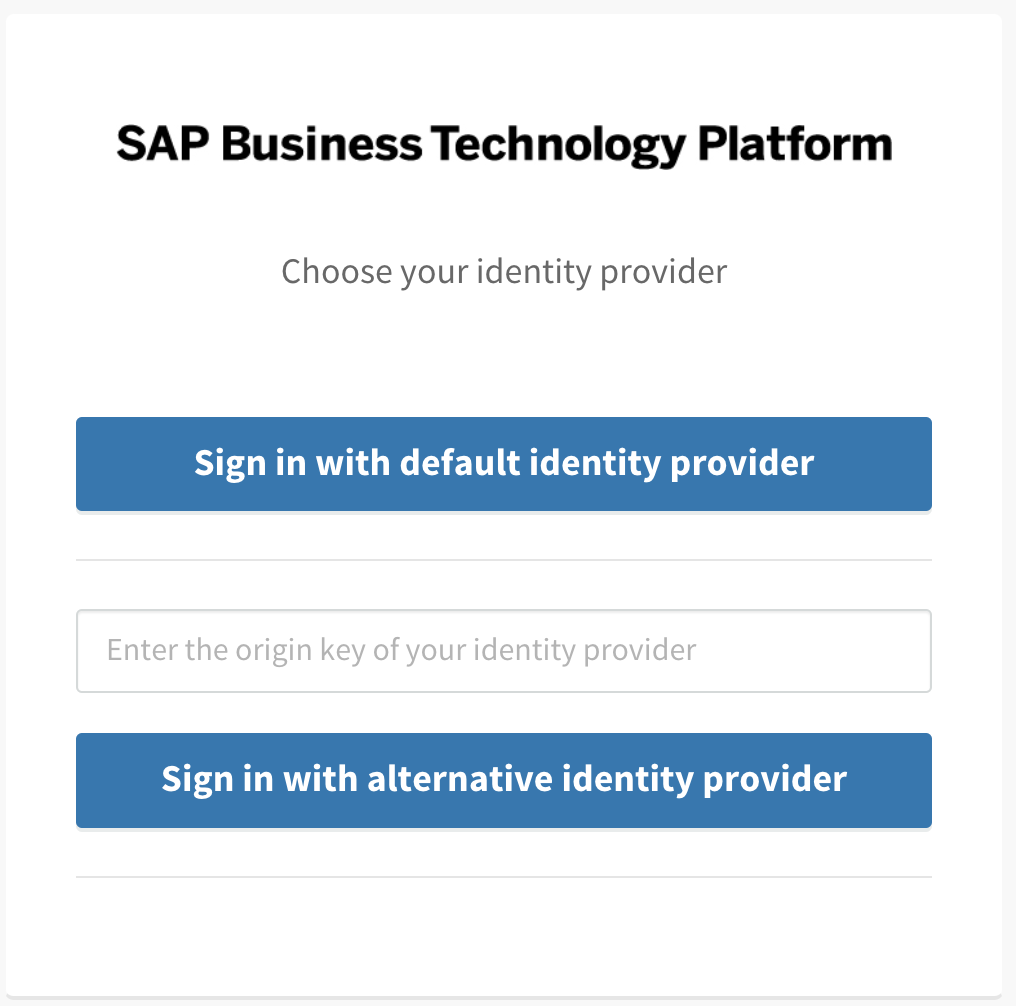 SAP Business Technology Platform
Choose your identity provider
Sign in with default identity provider
Enter the origin key of your identity provider
Sign in with alternative identity provider